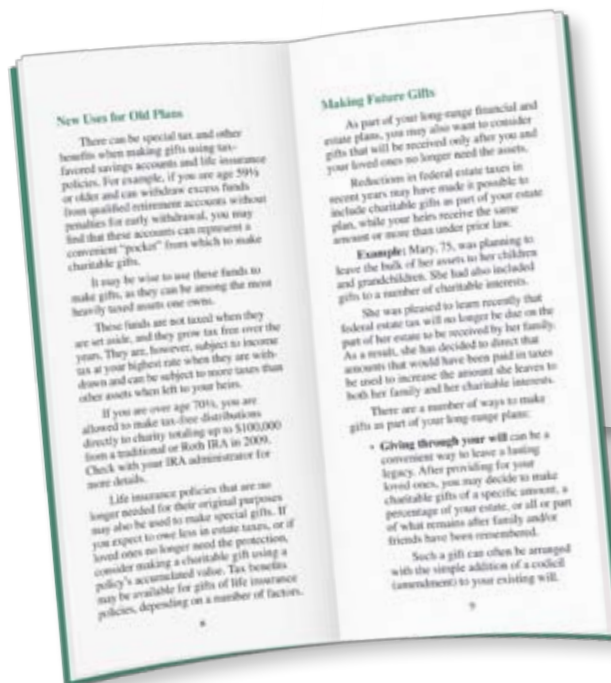 New Uses for Old Plans
There can be special tax and other
benefits when making gifts using tax-
favored savings accounts and life insurance
policies. For example, if you are age 59½
or older and can withdraw excess funds
from qualified retirement accounts without
penalties for early withdrawal, you may
find that these accounts can represent a
convenient “pocket” from which to make
charitable gifts.
It may be wise to use these funds to
make gifts, as they can be among the most
heavily taxed assets one owns.
These funds are not taxed when they
are set aside, and they grow tax free over the
years. They are, however, subject to income
tax at your highest rate when they are with-
drawn and can be subject to more taxes than
other assets when left to your heirs.
If you are over age 70½, you are
allowed to make tax-free distributions
directly to charity totaling up to $100,000
from a traditional or Roth IRA in 2009.
Check with your IRA administrator for
more details.
Life insurance policies that are no
longer needed for their original purposes
may also be used to make special gifts. If
you expect to owe less in estate taxes, or if
loved ones no longer need the protection,
consider making a charitable gift using a
policy’s accumulated value. Tax benefits
may be available for gifts of life insurance
policies, depending on a number of factors.
8
Making Future Gifts
As part of your long-range financial and
estate plans, you may also want to consider
gifts that will be received only after you and
your loved ones no longer need the assets.
Reductions in federal estate taxes in
recent years may have made it possible to
include charitable gifts as part of your estate
plan, while your heirs receive the same
amount or more than under prior law.
Example: Mary, 75, was planning to
leave the bulk of her assets to her children
and grandchildren. She had also included
gifts to a number of charitable interests.
She was pleased to learn recently that
federal estate tax will no longer be due on the
part of her estate to be received by her family.
As a result, she has decided to direct that
amounts that would have been paid in taxes
be used to increase the amount she leaves to
both her family and her charitable interests.
There are a number of ways to make
gifts as part of your long-range plans:
• Giving through your will can be a
convenient way to leave a lasting
legacy. After providing for your
loved ones, you may decide to make
charitable gifts of a specific amount, a
percentage of your estate, or all or part
of what remains after family and/or
friends have been remembered.
Such a gift can often be arranged
with the simple addition of a codicil
(amendment) to your existing will.
9